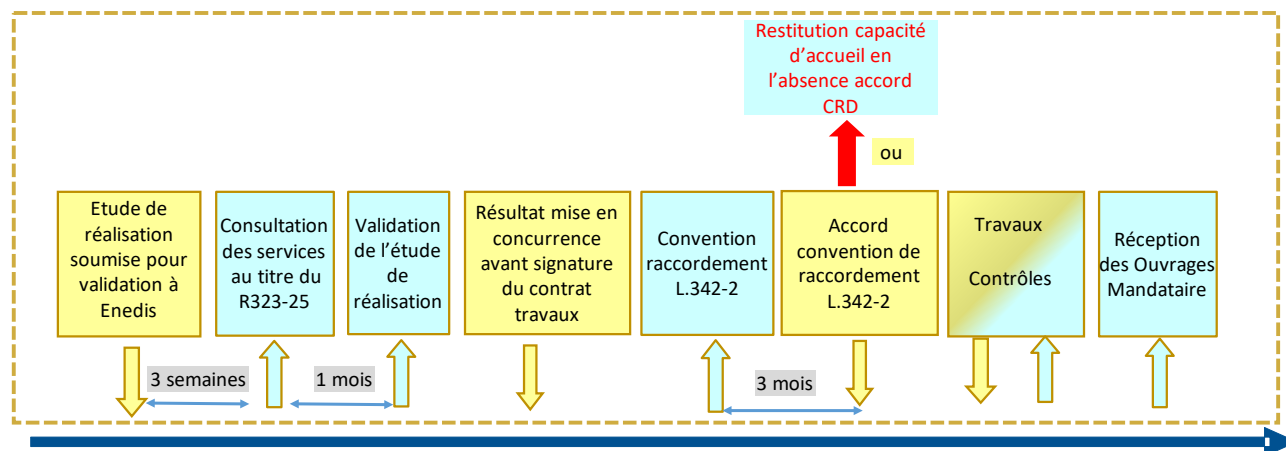 Restitution capacité
d'accueil en
l'absence accord
CRD
ou
Etude de
réalisation
soumise pour
validation à
Enedis
Consultation
des services
au titre du
R323-25
Validation
de l'étude
de
réalisation
Résultat mise en
concurrence
avant signature
du contrat
travaux
Convention
raccordement
L.342-2
Accord
convention de
raccordement
L.342-2
Travaux
Contrôles
Réception
des Ouvrages
Mandataire
3 semaines
1 mois
3 mois